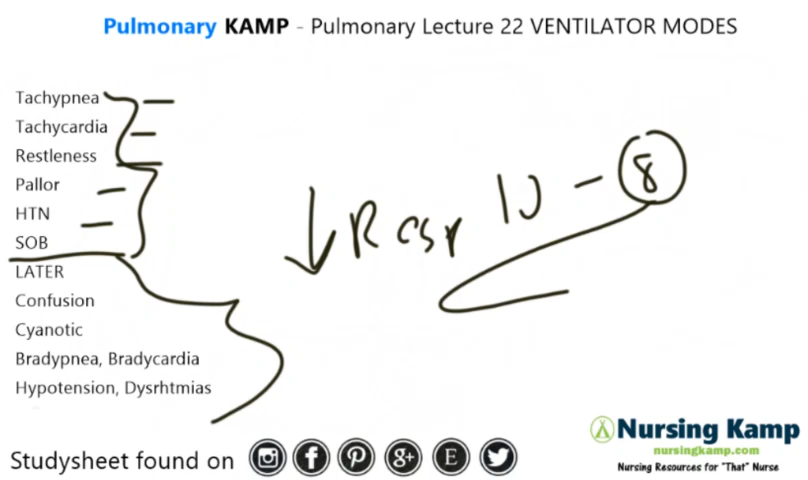 Pulmonary KAMP - Pulmonary Lecture 22 VENTILATOR MODES
Tachypnea
Tachycardia
Restleness
Pallor
HTN
SOB
LATER
Confusion
Cyanotic
Bradypnea, Bradycardia
Hypotension, Dysrhtmias
↓ Resp 10 - 8
Studysheet found on
Nursing Kamp
nursingkamp.com
Nursing Resources for "That" Nurse